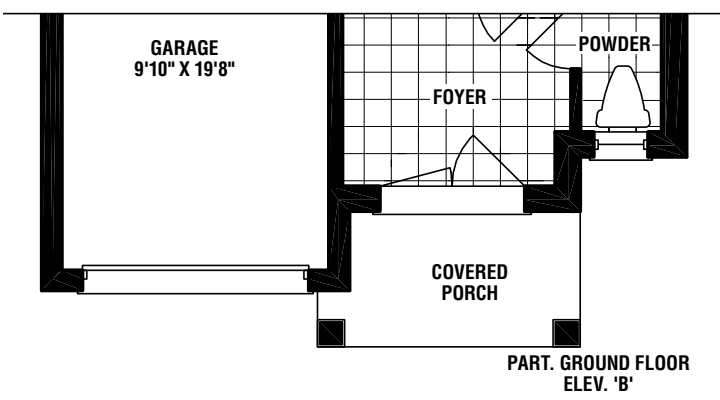 GARAGE
9'10" X 19'8"
POWDER
FOYER
COVERED
PORCH
PART. GROUND FLOOR
ELEV. 'B'